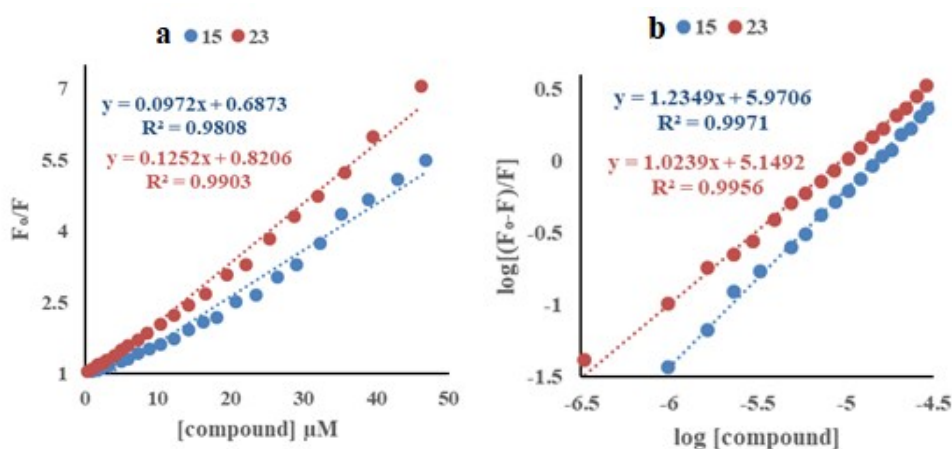 a 15 23
7
5.5
4
2.5
1
F₀/F
y = 0.0972x + 0.6873
R² = 0.9808
y = 0.1252x + 0.8206
R² = 0.9903
0 10 20 30 40 50
[compound] µM
b 15 23
0.5
0
-0.5
-1
-1.5
log[(F₀-F)/F]
y = 1.2349x + 5.9706
R² = 0.9971
y = 1.0239x + 5.1492
R² = 0.9956
-6.5 -6 -5.5 -5 -4.5
log [compound]